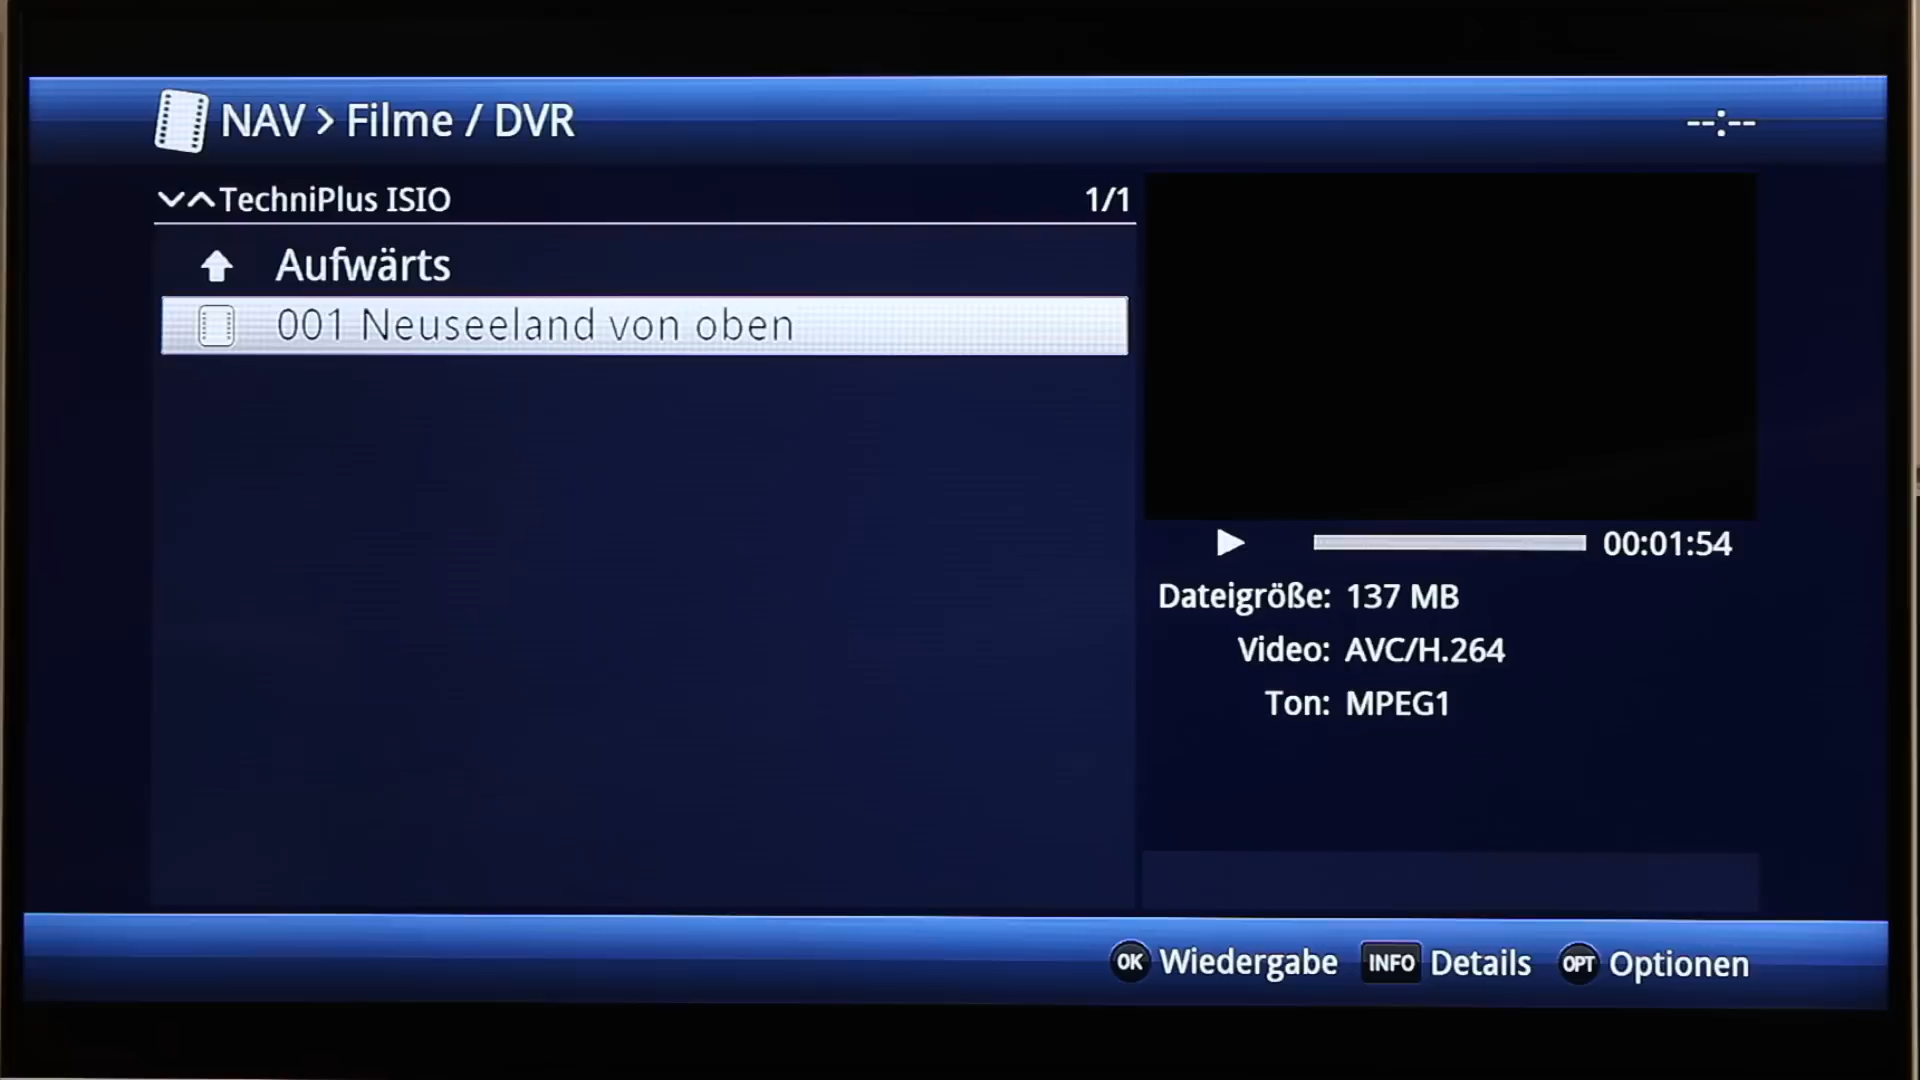 NAV > Filme / DVR
--:--
TechniPlus ISIO 1/1
Aufwärts
001 Neuseeland von oben
00:01:54
Dateigröße: 137 MB
Video: AVC/H.264
Ton: MPEG1
OK Wiedergabe INFO Details OPT Optionen